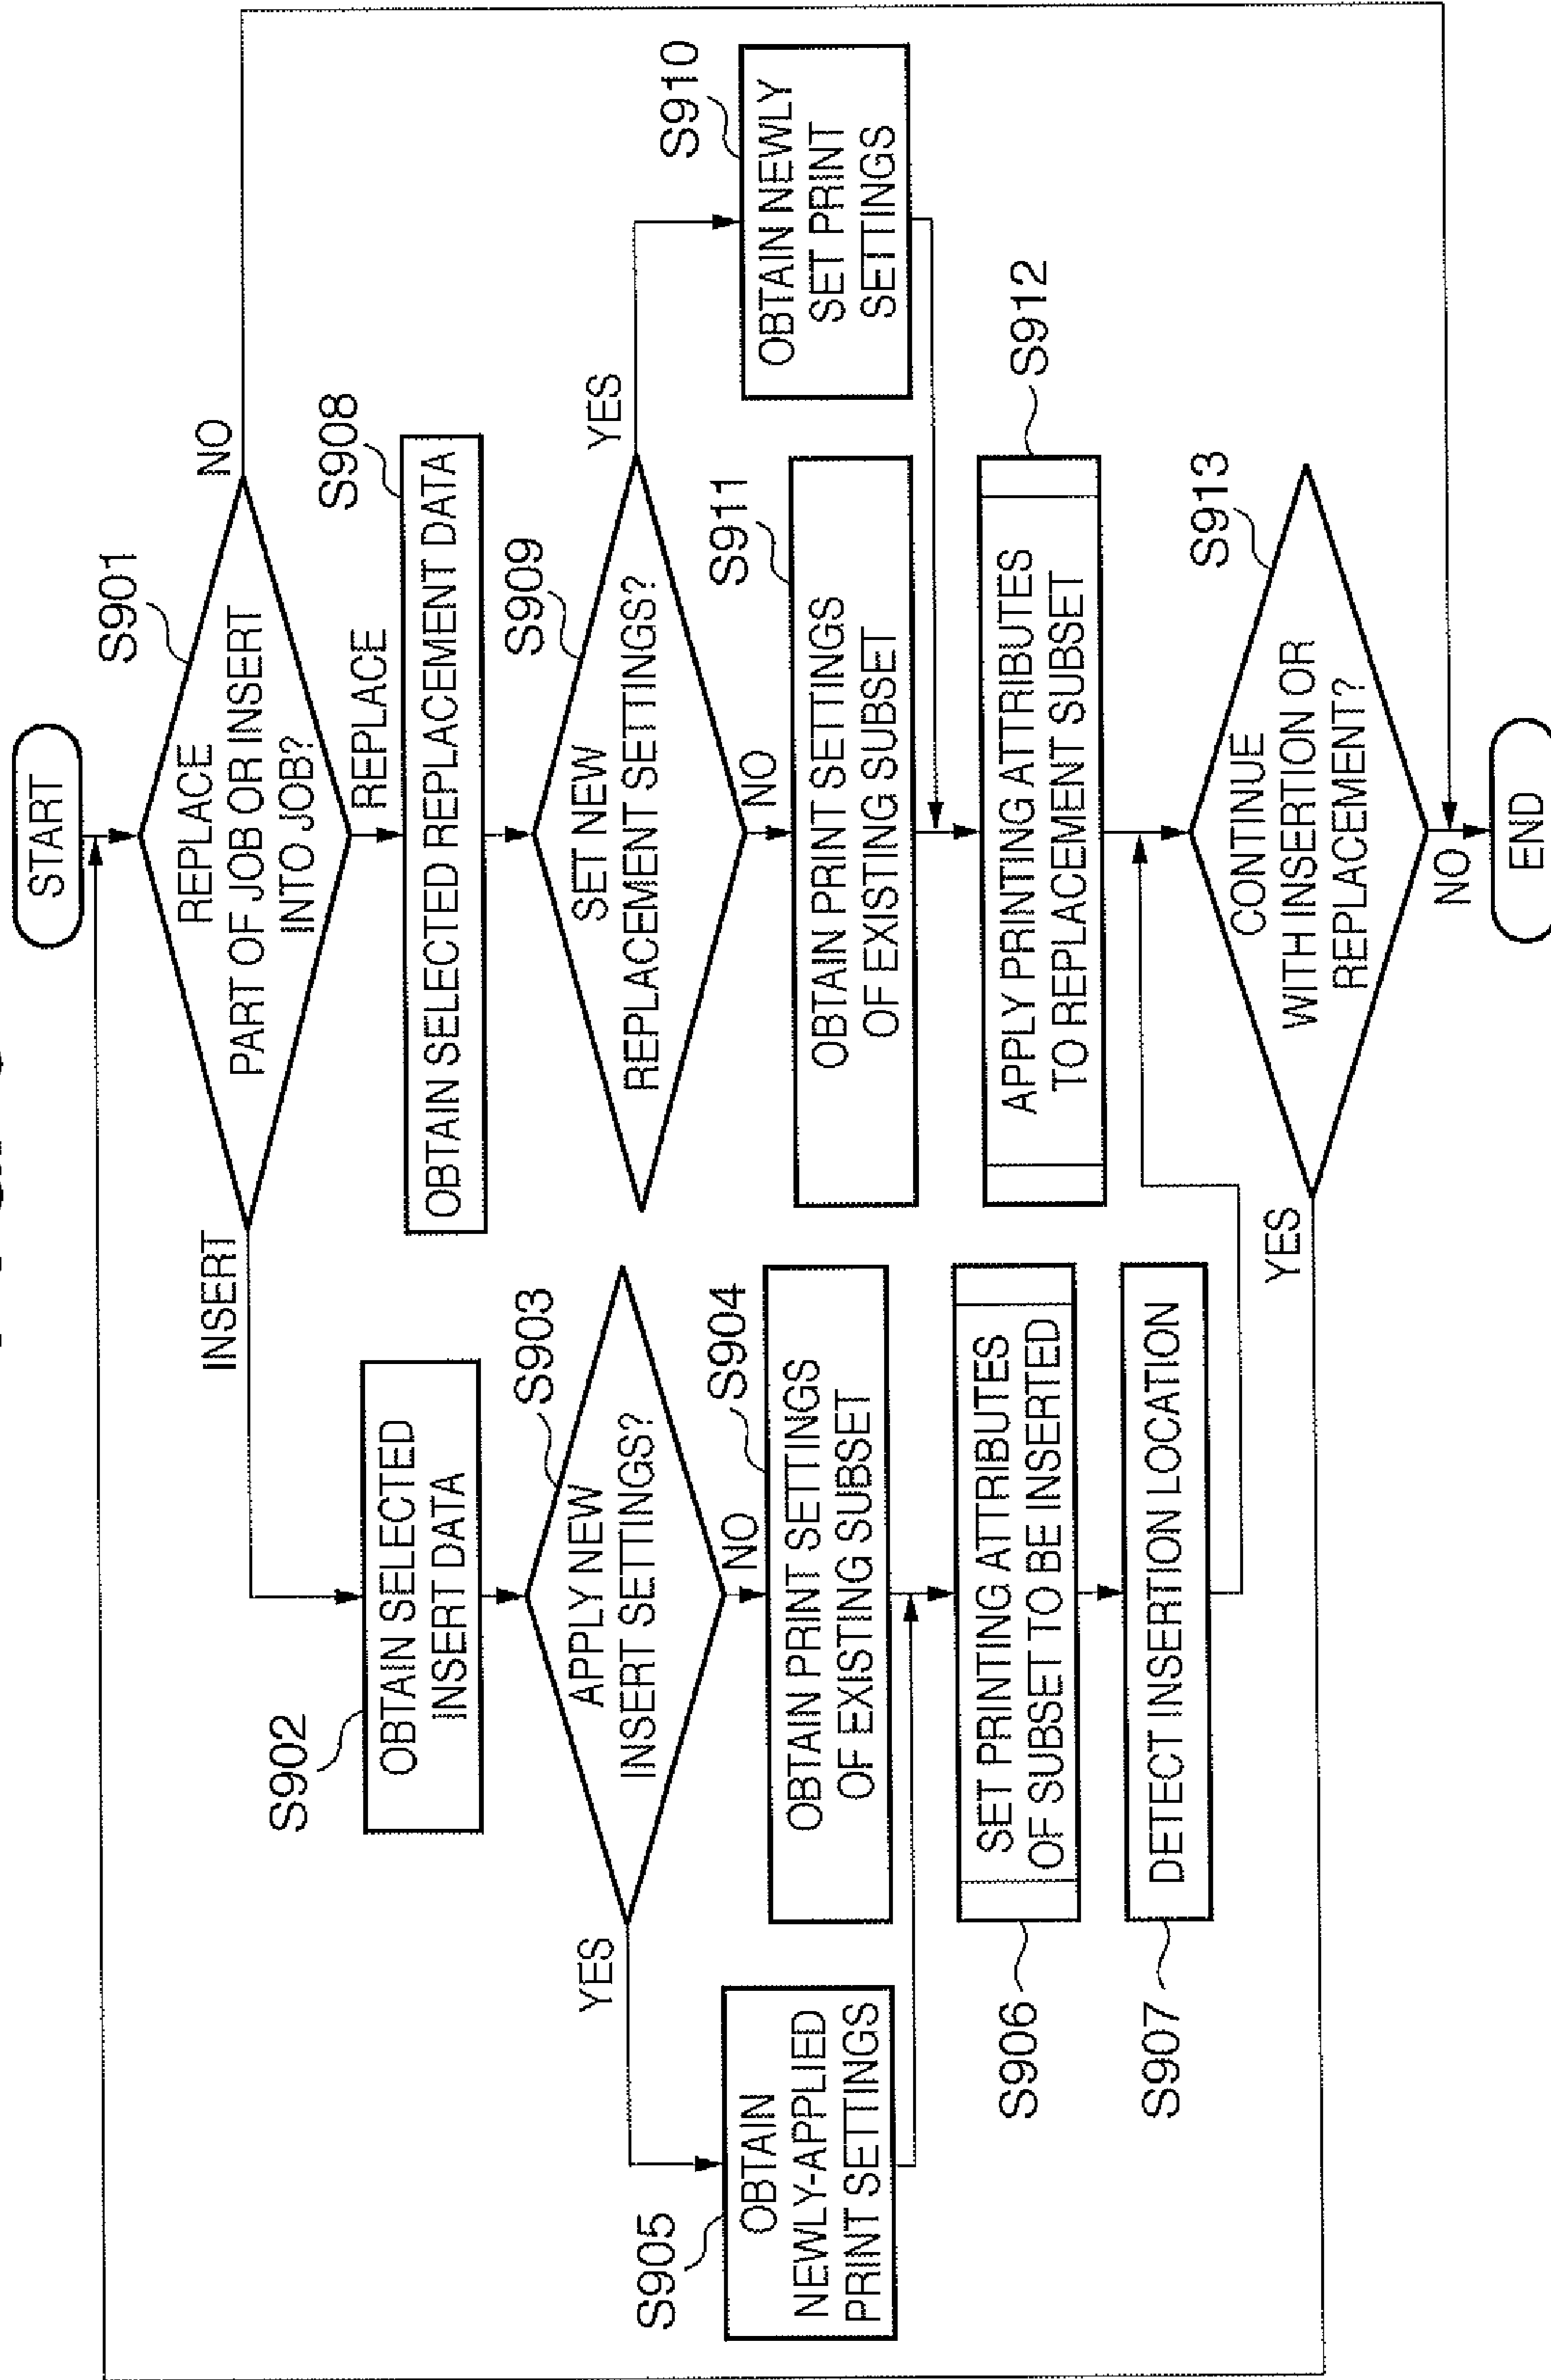 START
S901
REPLACE
PART OF JOB OR INSERT
INTO JOB?
NO
INSERT
REPLACE
S902
OBTAIN SELECTED
INSERT DATA
S908
OBTAIN SELECTED REPLACEMENT DATA
S903
APPLY NEW
INSERT SETTINGS?
YES
NO
S909
SET NEW
REPLACEMENT SETTINGS?
YES
NO
S905
OBTAIN
NEWLY-APPLIED
PRINT SETTINGS
S904
OBTAIN PRINT SETTINGS
OF EXISTING SUBSET
S911
OBTAIN PRINT SETTINGS
OF EXISTING SUBSET
S910
OBTAIN NEWLY
SET PRINT
SETTINGS
S906
SET PRINTING ATTRIBUTES
OF SUBSET TO BE INSERTED
S912
APPLY PRINTING ATTRIBUTES
TO REPLACEMENT SUBSET
S907
DETECT INSERTION LOCATION
S913
CONTINUE
WITH INSERTION OR
REPLACEMENT?
YES
NO
END